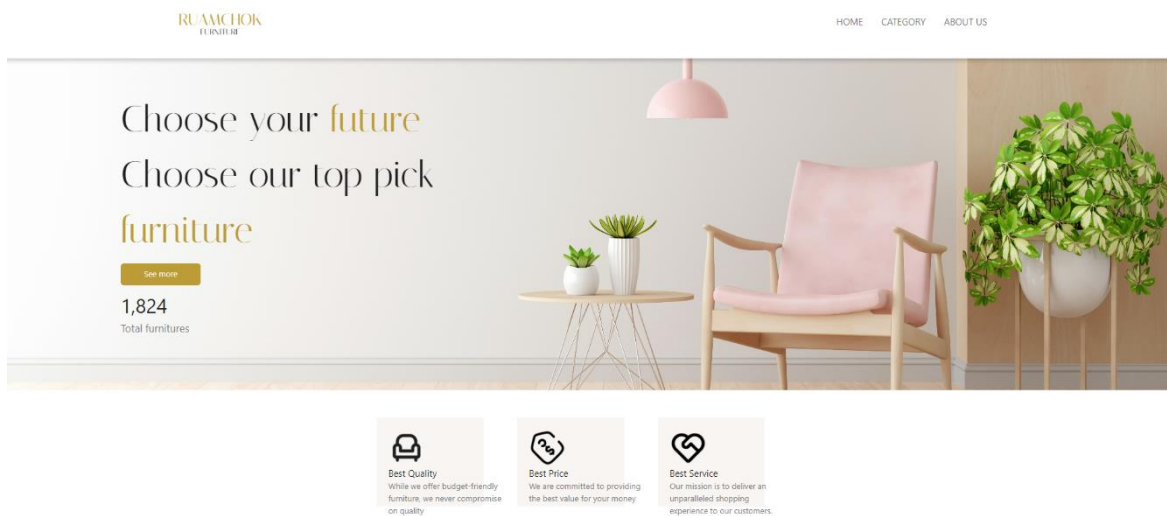 RUAMCHOK
FURNITURE
HOME CATEGORY ABOUT US
Choose your future
Choose our top pick
furniture
See more
1,824
Total furnitures
Best Quality
While we offer budget-friendly
furniture, we never compromise
on quality
Best Price
We are committed to providing
the best value for your money
Best Service
Our mission is to deliver an
unparalleled shopping
experience to our customers.